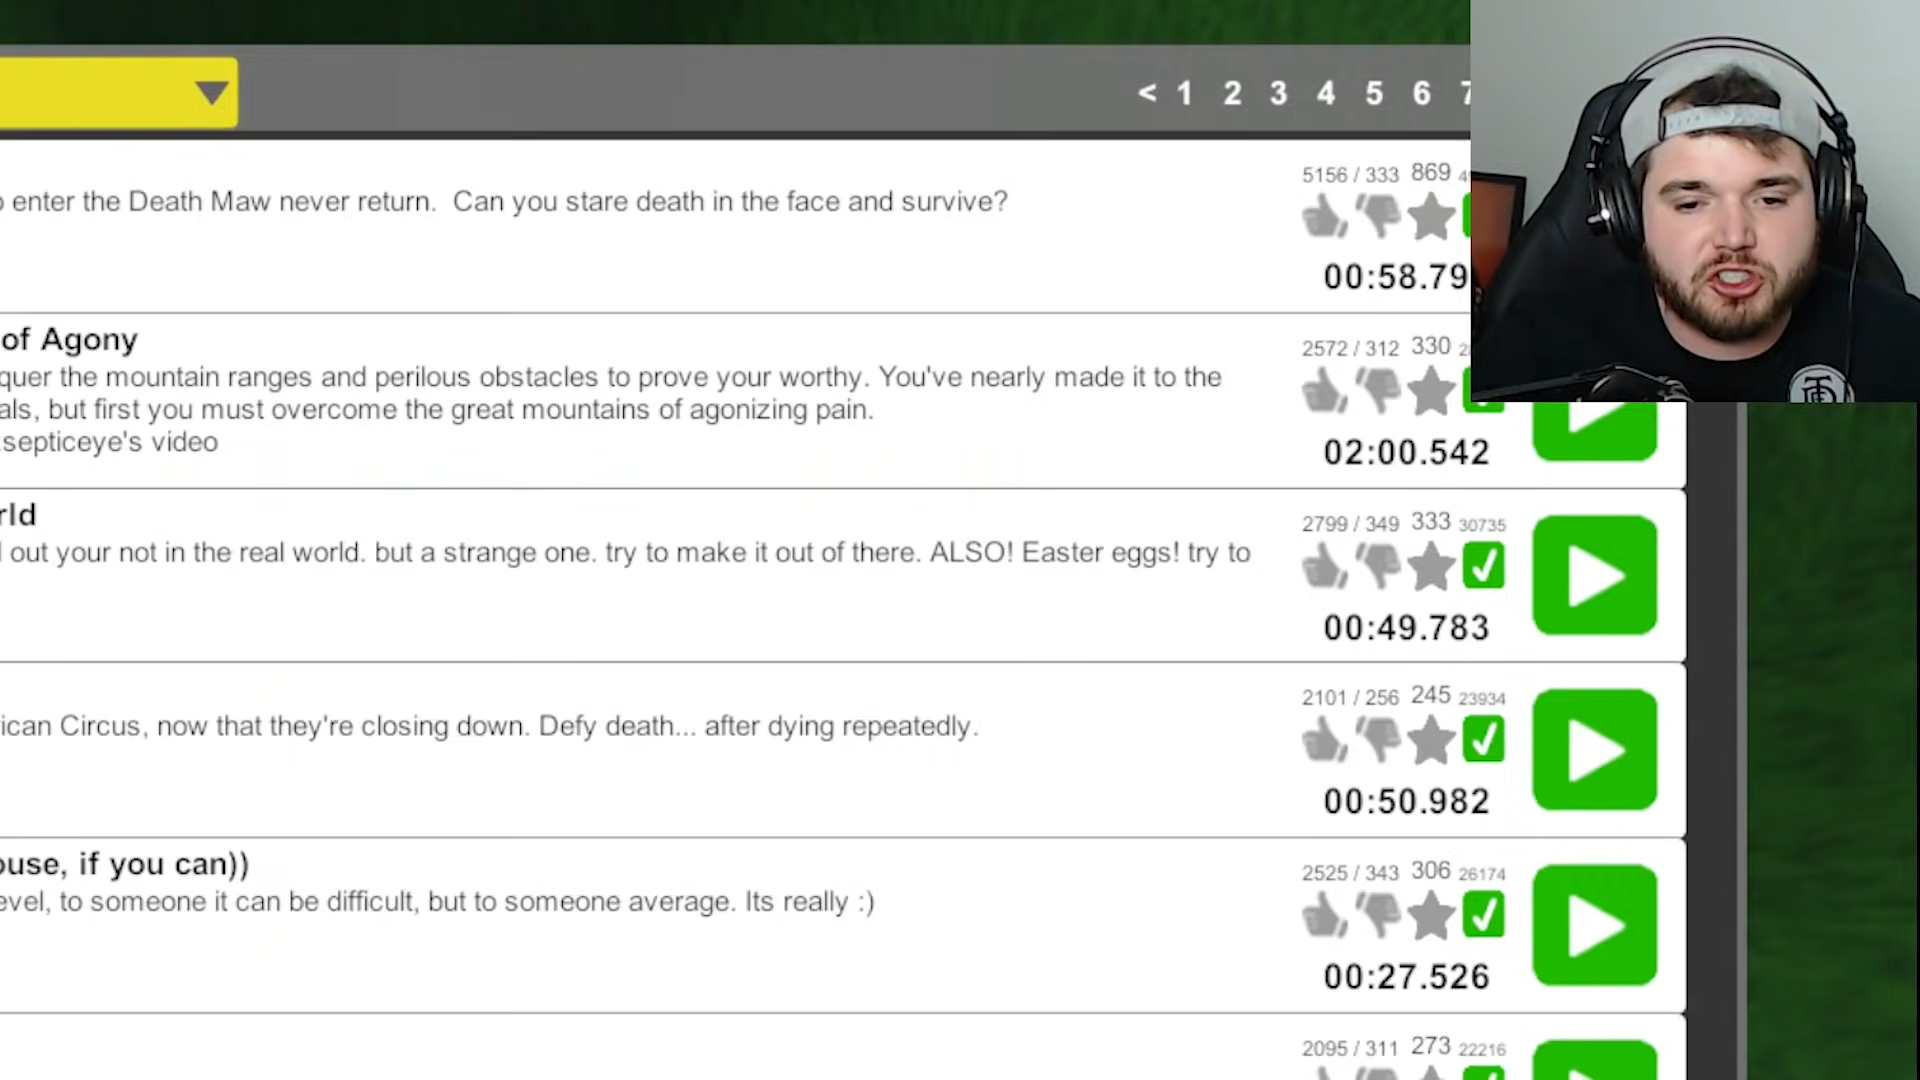 < 1 2 3 4 5 6
5156 / 333 869
enter the Death Maw never return. Can you stare death in the face and survive?
00:58.79
of Agony
2572 / 312 330
quer the mountain ranges and perilous obstacles to prove your worthy. You've nearly made it to the
als, but first you must overcome the great mountains of agonizing pain.
septiceye's video
02:00.542
rld
2799 / 349 333 30735
out your not in the real world. but a strange one. try to make it out of there. ALSO! Easter eggs! try to
00:49.783
2101 / 256 245 23934
ican Circus, now that they're closing down. Defy death... after dying repeatedly.
00:50.982
ouse, if you can))
2525 / 343 306 26174
evel, to someone it can be difficult, but to someone average. Its really :)
00:27.526
2095 / 311 273 22216